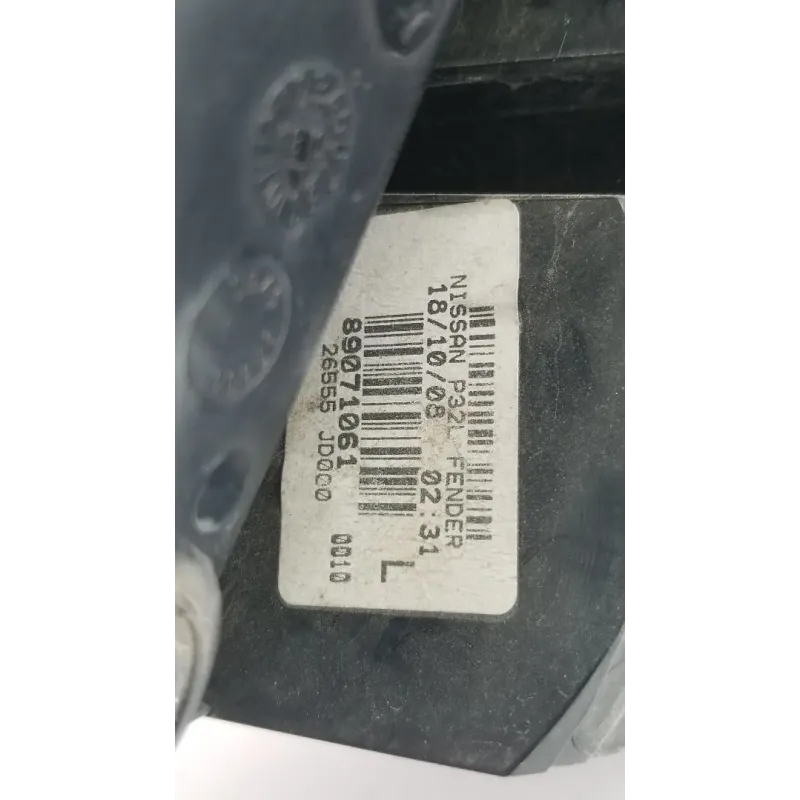 NISSAN P32L FENDER
18/10/08 02:31
L
89071061
26555 JD000 0010